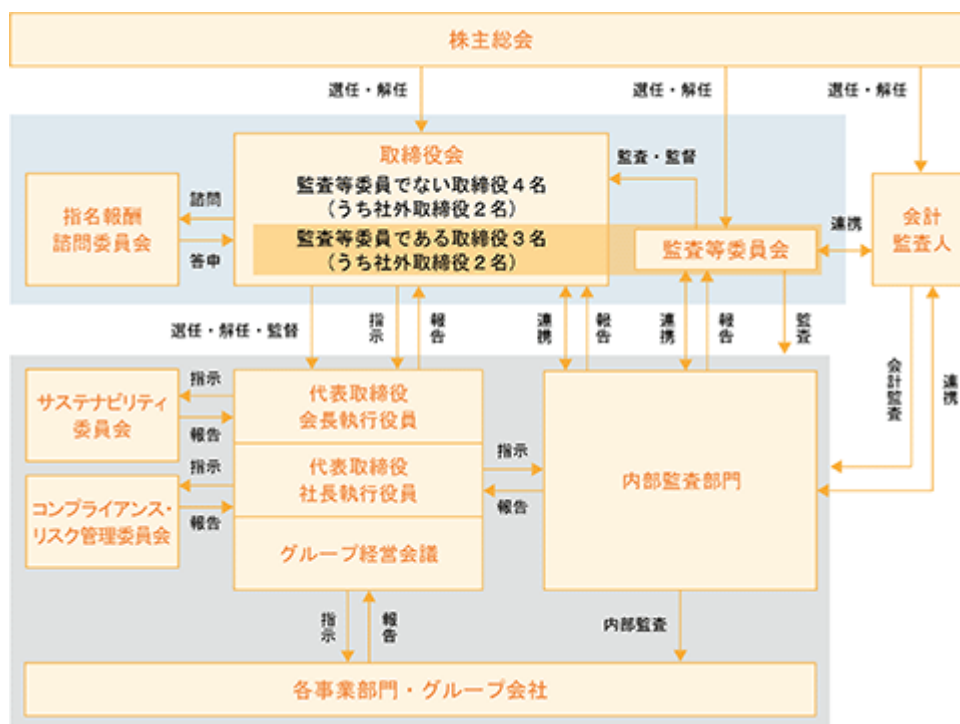 株主総会
選任・解任
選任・解任
選任・解任
取締役会
監査等委員でない取締役4名
(うち社外取締役2名)
監査等委員である取締役3名
(うち社外取締役2名)
監査・監督
監査等委員会
連携
会計
監査人
指名報酬
諮問委員会
諮問
答申
選任・解任・監督
指示
報告
連携
報告
連携
報告
監査
会計監査
連携
サステナビリティ
委員会
指示
報告
コンプライアンス・
リスク管理委員会
指示
報告
代表取締役
会長執行役員
代表取締役
社長執行役員
グループ経営会議
指示
報告
内部監査部門
指示
報告
内部監査
各事業部門・グループ会社